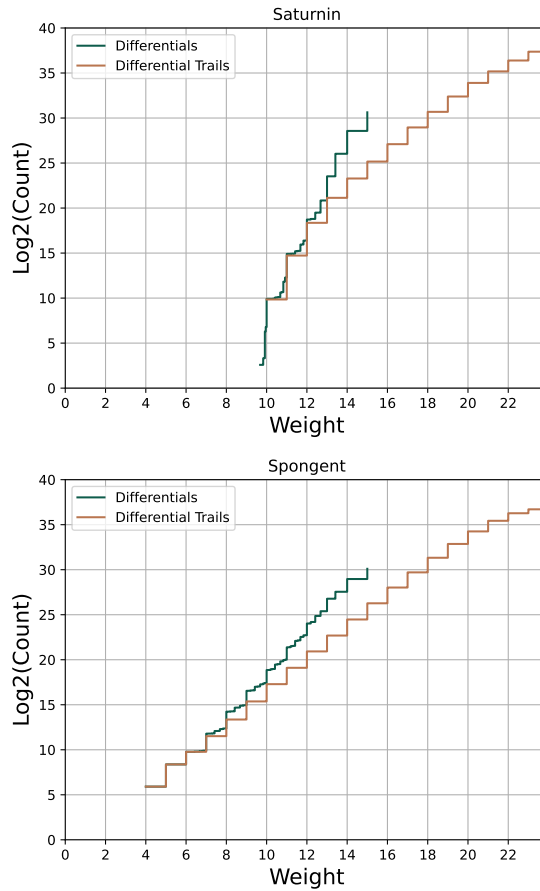 Saturnin
40
35
30
25
20
15
10
5
0
Log2(Count)
Differentials
Differential Trails
0 2 4 6 8 10 12 14 16 18 20 22
Weight
Spongent
40
35
30
25
20
15
10
5
0
Log2(Count)
Differentials
Differential Trails
0 2 4 6 8 10 12 14 16 18 20 22
Weight